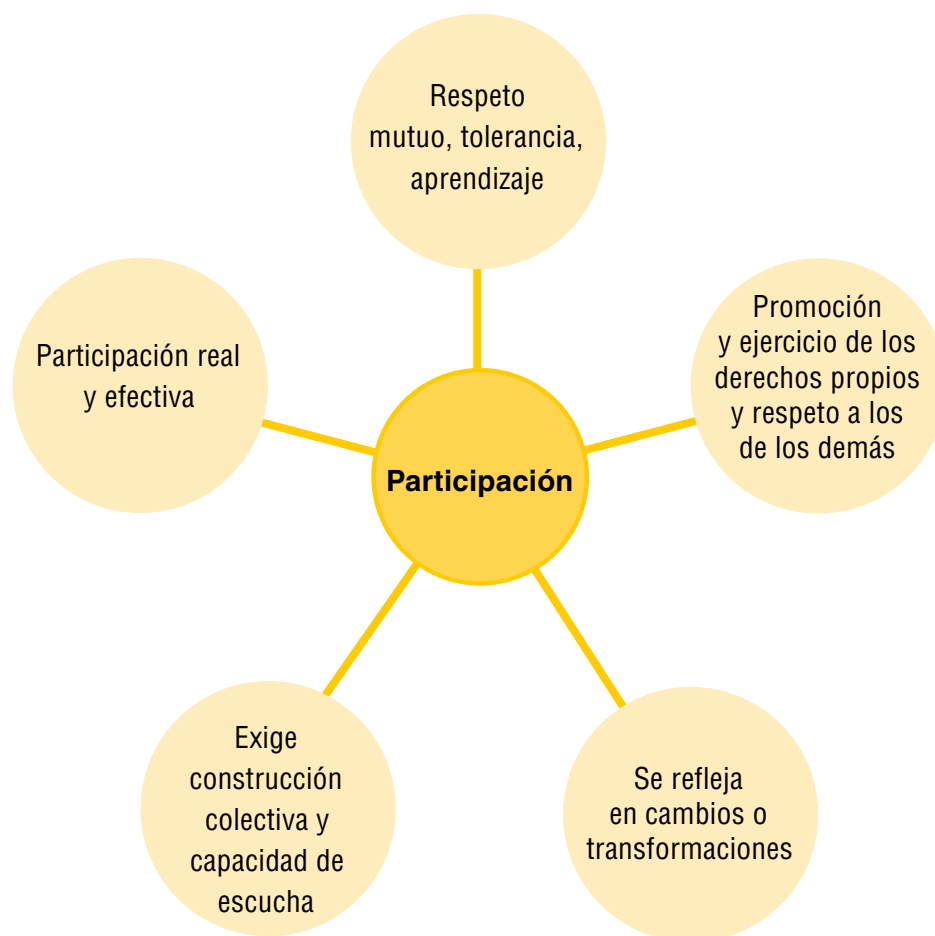 Respeto
mutuo, tolerancia,
aprendizaje
Participación real
y efectiva
Promoción
y ejercicio de los
derechos propios
y respeto a los
de los demás
Participación
Exige
construcción
colectiva y
capacidad de
escucha
Se refleja
en cambios o
transformaciones